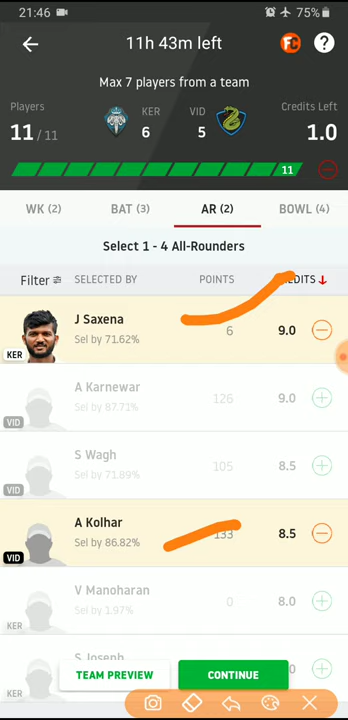 21:46
75%
11h 43m left
FC
?
Max 7 players from a team
Players
KER
VID
Credits Left
11 / 11
6
5
1.0
11
WK (2)
BAT (3)
AR (2)
BOWL (4)
Select 1 - 4 All-Rounders
Filter
SELECTED BY
POINTS
J Saxena
Sel by 71.62%
6
9.0
KER
A Karnewar
Sel by 87.71%
126
9.0
VID
S Wagh
Sel by 71.89%
105
8.5
VID
A Kolhar
Sel by 86.82%
133
8.5
VID
V Manoharan
Sel by 1.97%
0
8.0
KER
S Joseph
KER
TEAM PREVIEW
CONTINUE